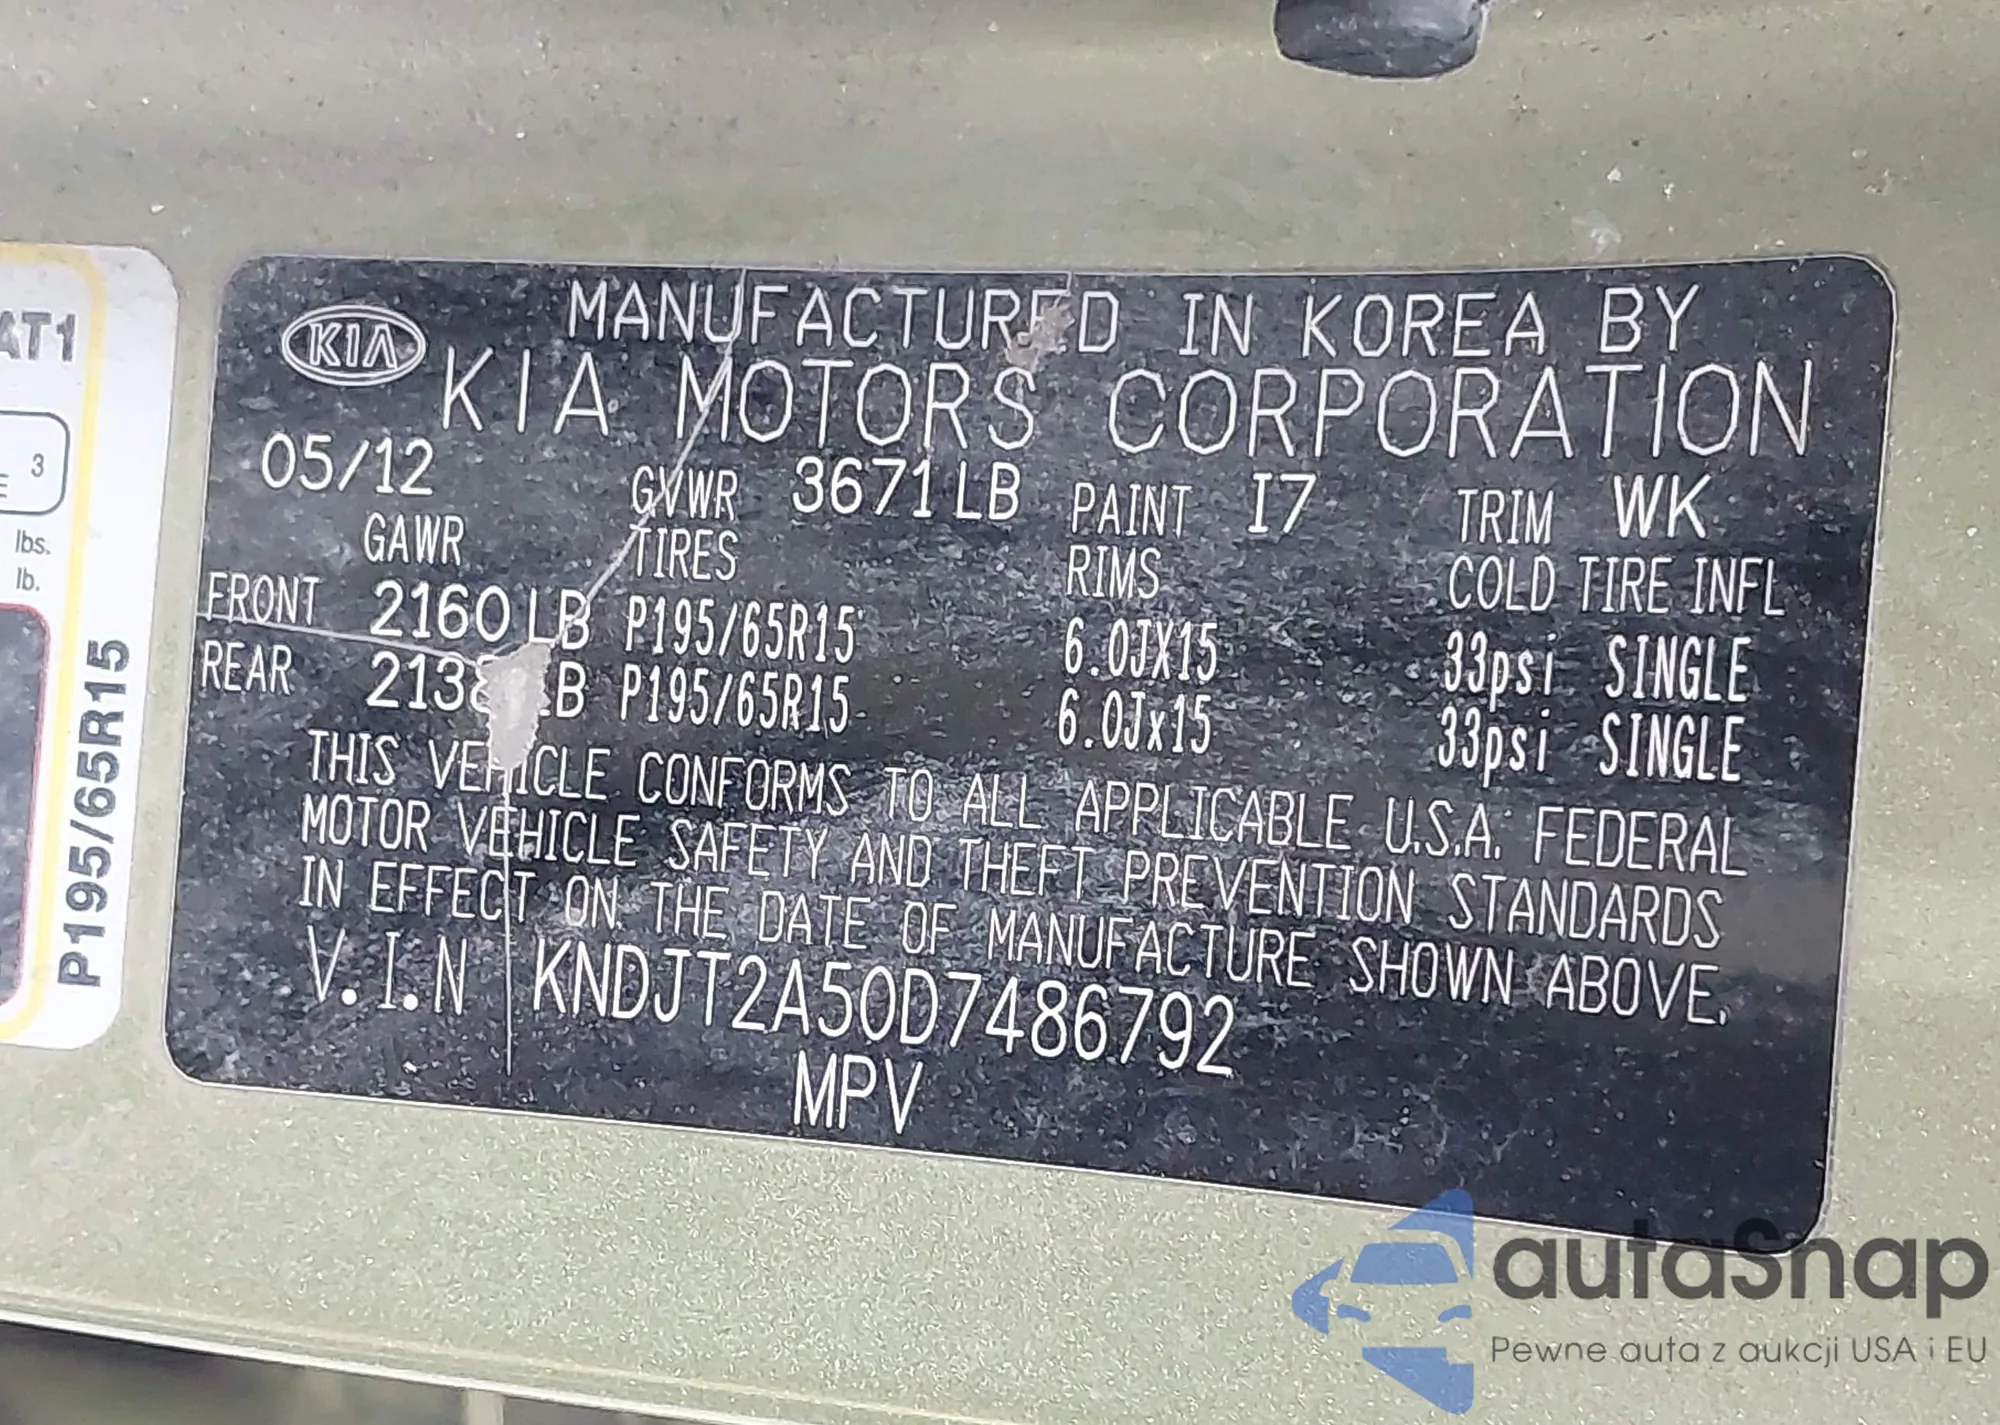 KIA
MANUFACTURED IN KOREA BY
KIA MOTORS CORPORATION
05/12 GVWR 3671LB PAINT I7 TRIM WK
GAWR TIRES RIMS COLD TIRE INFL
FRONT 2160 LB P195/65R15 6.0JX15 33psi SINGLE
REAR LB P195/65R15 6.0Jx15 33psi SINGLE
THIS VEHICLE CONFORMS TO ALL APPLICABLE U.S.A. FEDERAL
MOTOR VEHICLE SAFETY AND THEFT PREVENTION STANDARDS
IN EFFECT ON THE DATE OF MANUFACTURE SHOWN ABOVE.
V.I.N KNDJT2A50D7486792
MPV
AT1
3
lbs.
lb.
P195/65R15
autasnap
Pewne auta z aukcji USA i EU